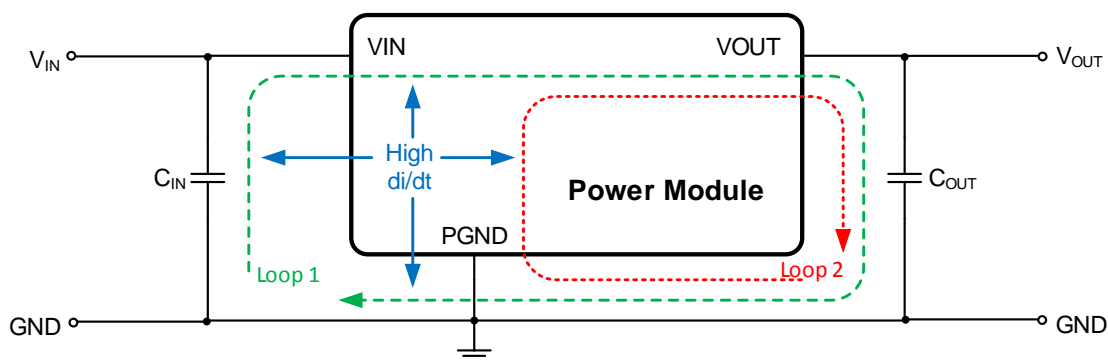 VIN VOUT
VIN VOUT
High
di/dt
CIN COUT
Power Module
PGND
Loop 1 Loop 2
GND GND